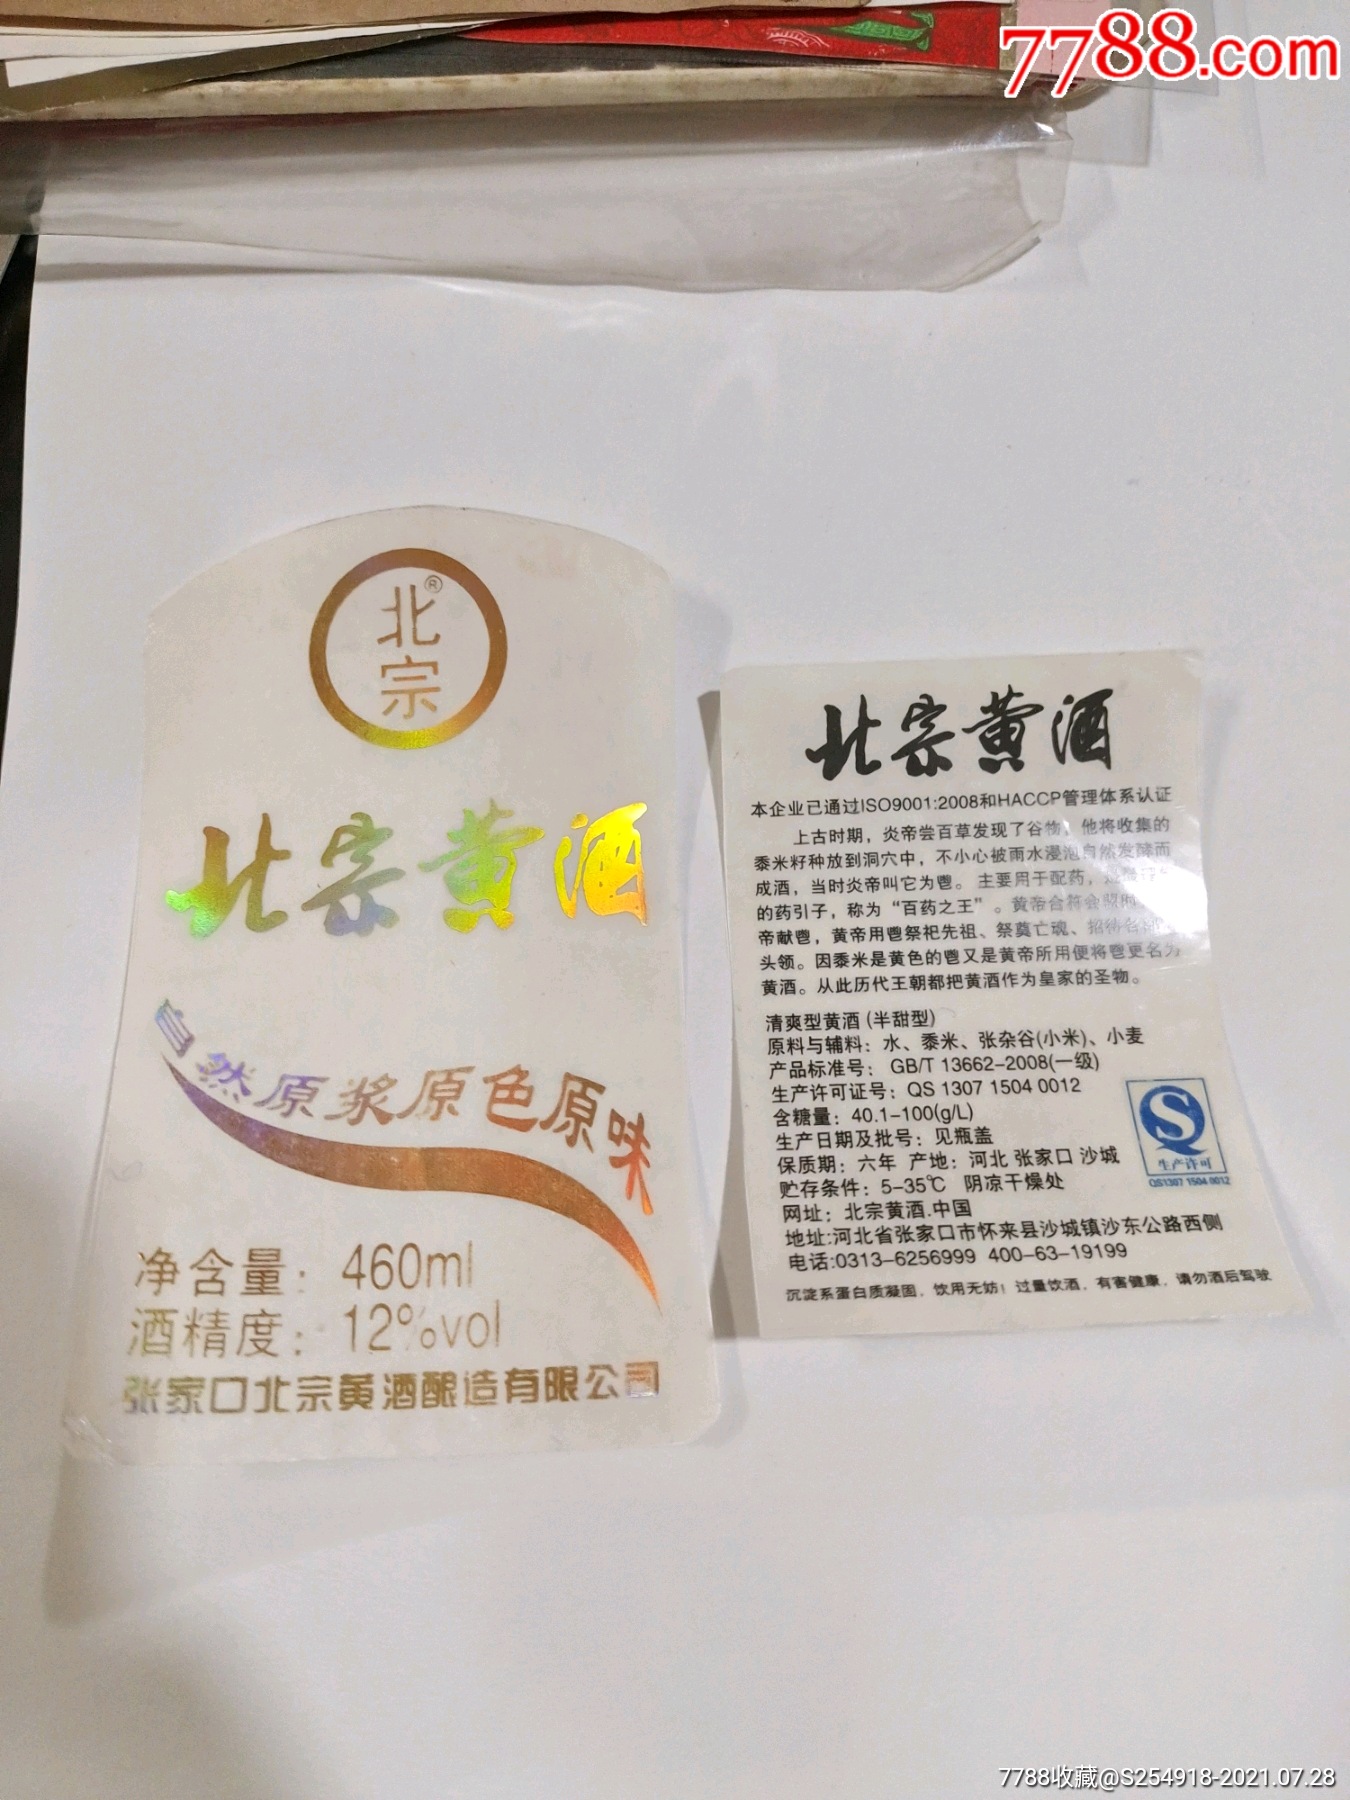 7788.com
北
宗
®
北宗黄酒
自然原浆原色原味
净含量：460ml
酒精度：12%vol
张家口北宗黄酒酿造有限公司
北宗黄酒
本企业已通过ISO9001:2008和HACCP管理体系认证
上古时期，炎帝尝百草发现了谷物，他将收集的
黍米籽种放到洞穴中，不小心被雨水浸泡自然发酵而
成酒，当时炎帝叫它为鬯。主要用于配药，
的药引子，称为“百药之王”。黄帝合符会盟时
帝献鬯，黄帝用鬯祭祀先祖、祭奠亡魂、招待各
头领。因黍米是黄色的鬯又是黄帝所用便将鬯更名为
黄酒。从此历代王朝都把黄酒作为皇家的圣物。
清爽型黄酒 (半甜型)
原料与辅料：水、黍米、张杂谷(小米)、小麦
产品标准号：GB/T 13662-2008(一级)
生产许可证号：QS 1307 1504 0012
含糖量：40.1-100(g/L)
生产日期及批号：见瓶盖
保质期：六年 产地：河北 张家口 沙城
贮存条件：5-35℃ 阴凉干燥处
网址：北宗黄酒.中国
地址:河北省张家口市怀来县沙城镇沙东公路西侧
电话:0313-6256999 400-63-19199
沉淀系蛋白质凝固，饮用无妨！过量饮酒，有害健康，请勿酒后驾驶
生产许可
QS1307 1504 0012
7788收藏@S254918-2021.07.28